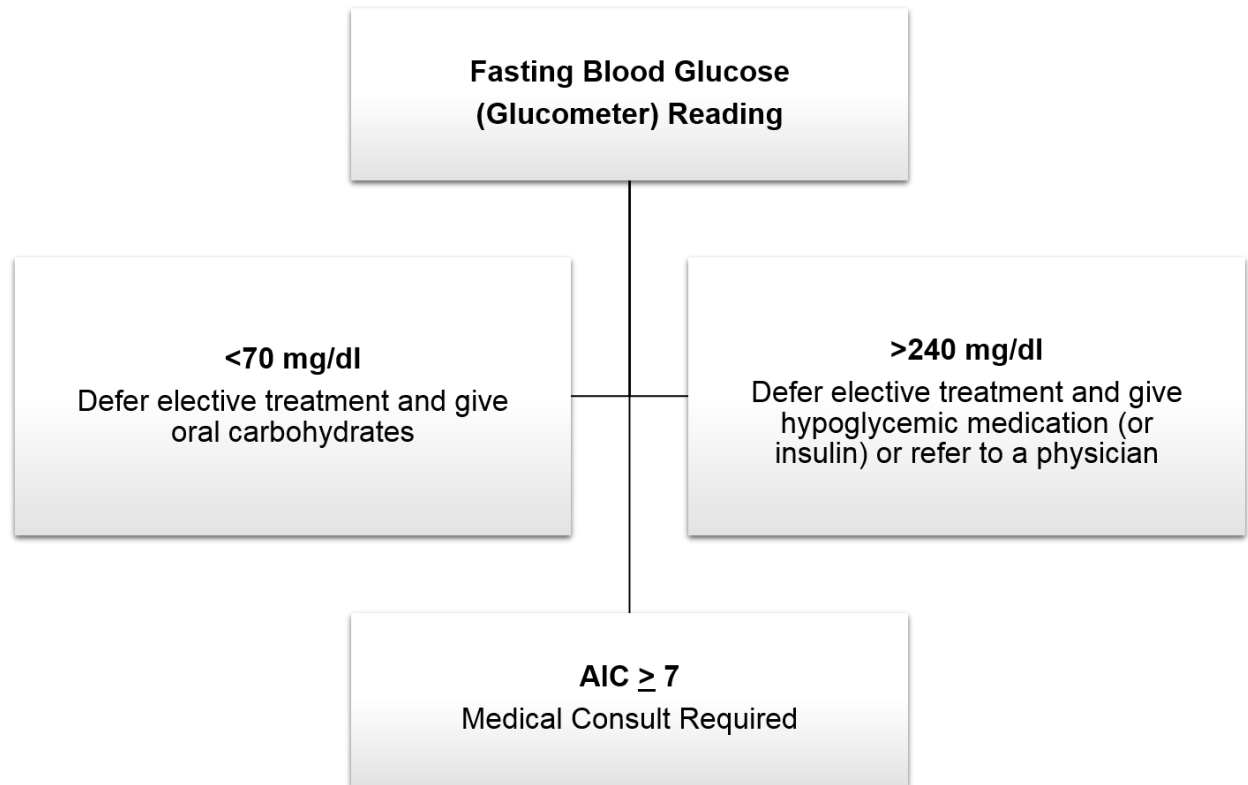 Fasting Blood Glucose
(Glucometer) Reading
<70 mg/dl
Defer elective treatment and give
oral carbohydrates
>240 mg/dl
Defer elective treatment and give
hypoglycemic medication (or
insulin) or refer to a physician
AIC ≥ 7
Medical Consult Required